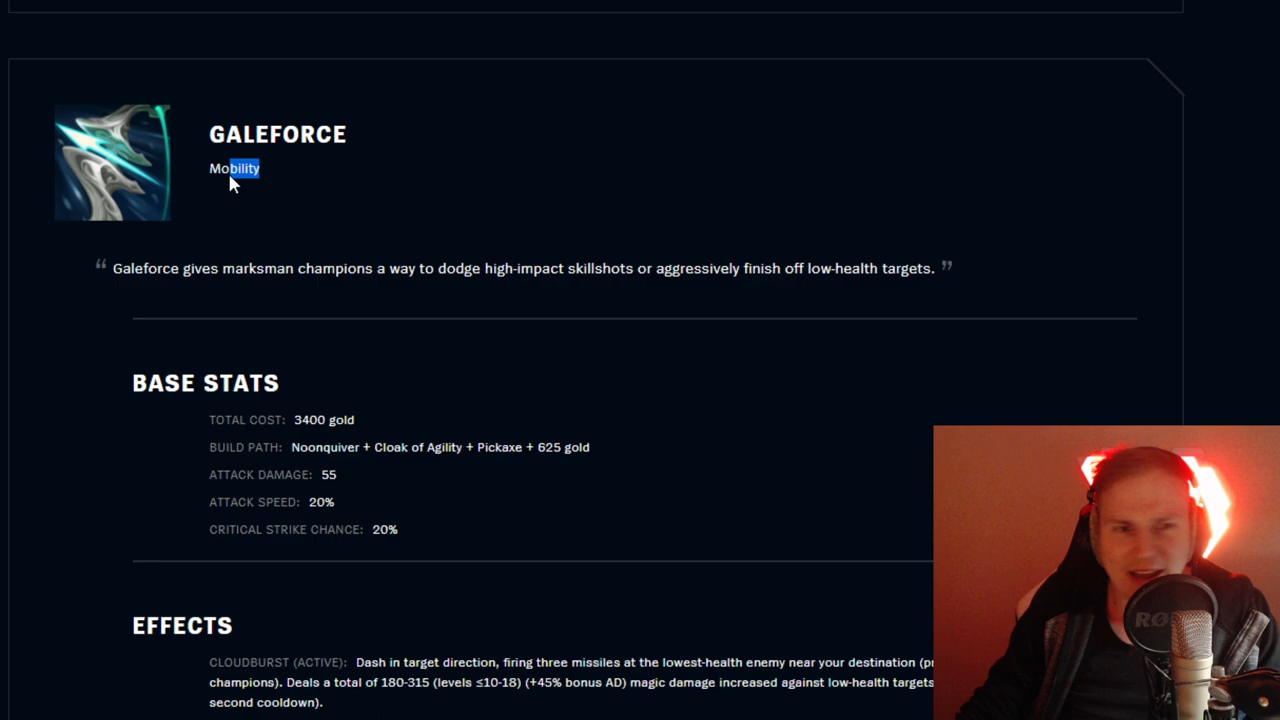 GALEFORCE
Mobility
“ Galeforce gives marksman champions a way to dodge high-impact skillshots or aggressively finish off low-health targets. ”
BASE STATS
TOTAL COST: 3400 gold
BUILD PATH: Noonquiver + Cloak of Agility + Pickaxe + 625 gold
ATTACK DAMAGE: 55
ATTACK SPEED: 20%
CRITICAL STRIKE CHANCE: 20%
EFFECTS
CLOUDBURST (ACTIVE): Dash in target direction, firing three missiles at the lowest-health enemy near your destination
champions). Deals a total of 180-315 (levels ≤10-18) (+45% bonus AD) magic damage increased against low-health targets
second cooldown).
RØ